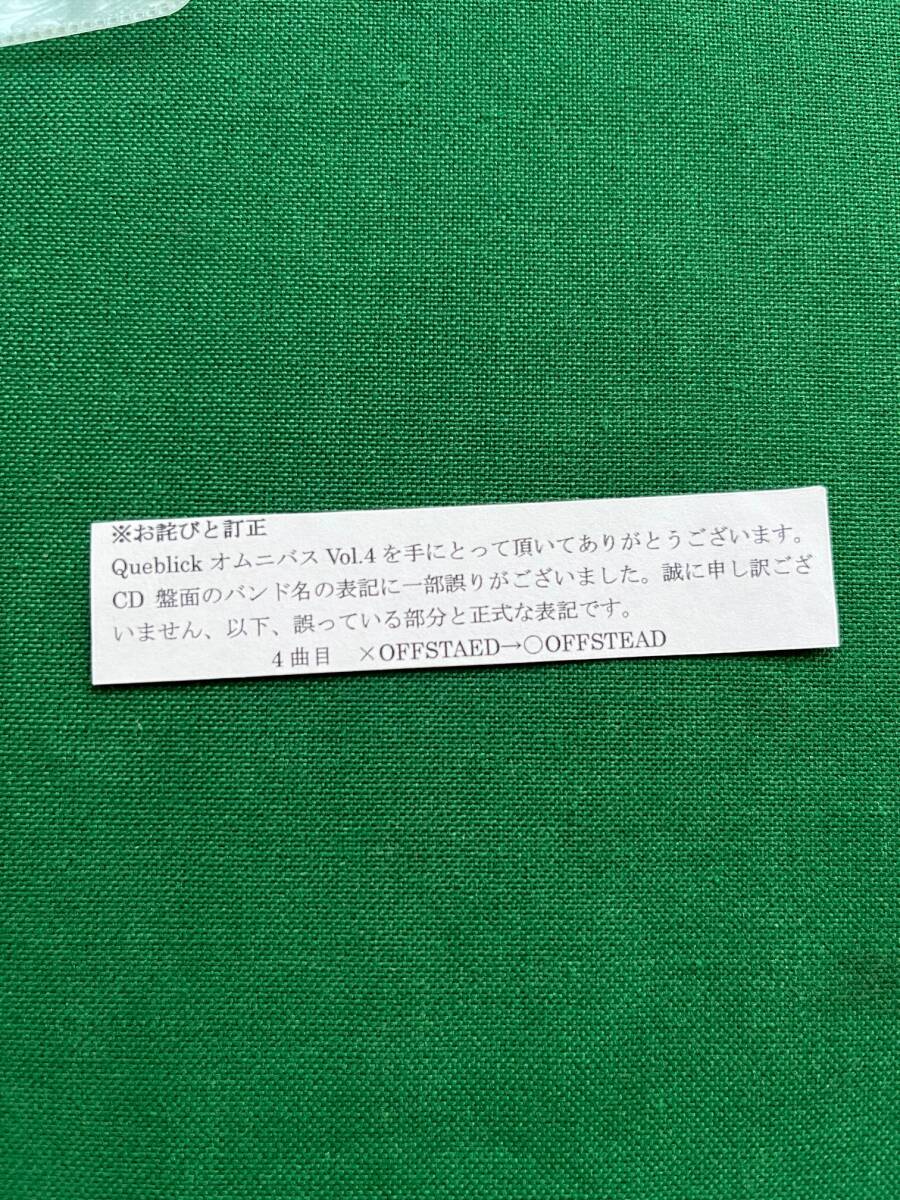 ※お詫びと訂正
Queblick オムニバス Vol.4 を手にとって頂いてありがとうございます。
CD 盤面のバンド名の表記に一部誤りがございました。誠に申し訳ござ
いません、以下、誤っている部分と正式な表記です。
4 曲目　×OFFSTAED→○OFFSTEAD